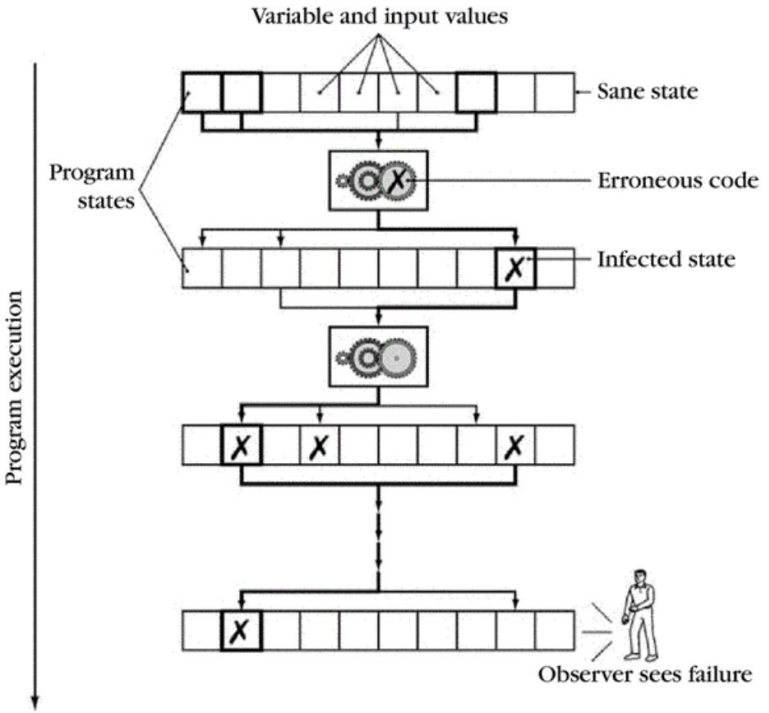 Variable and input values
Sane state
Program
states
Erroneous code
Infected state
Program execution
Observer sees failure